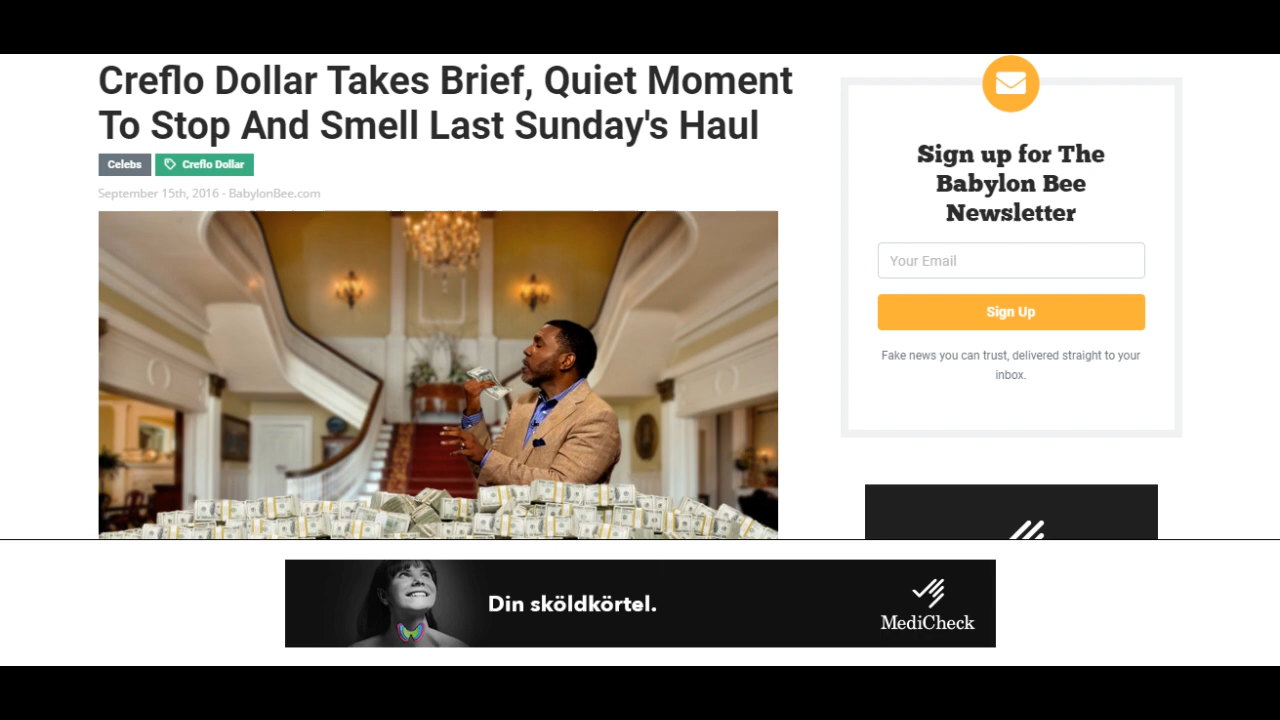 Creflo Dollar Takes Brief, Quiet Moment
To Stop And Smell Last Sunday's Haul
Celebs
Creflo Dollar
September 15th, 2016 - BabylonBee.com
Sign up for The
Babylon Bee
Newsletter
Your Email
Sign Up
Fake news you can trust, delivered straight to your
inbox.
Din sköldkörtel.
MediCheck